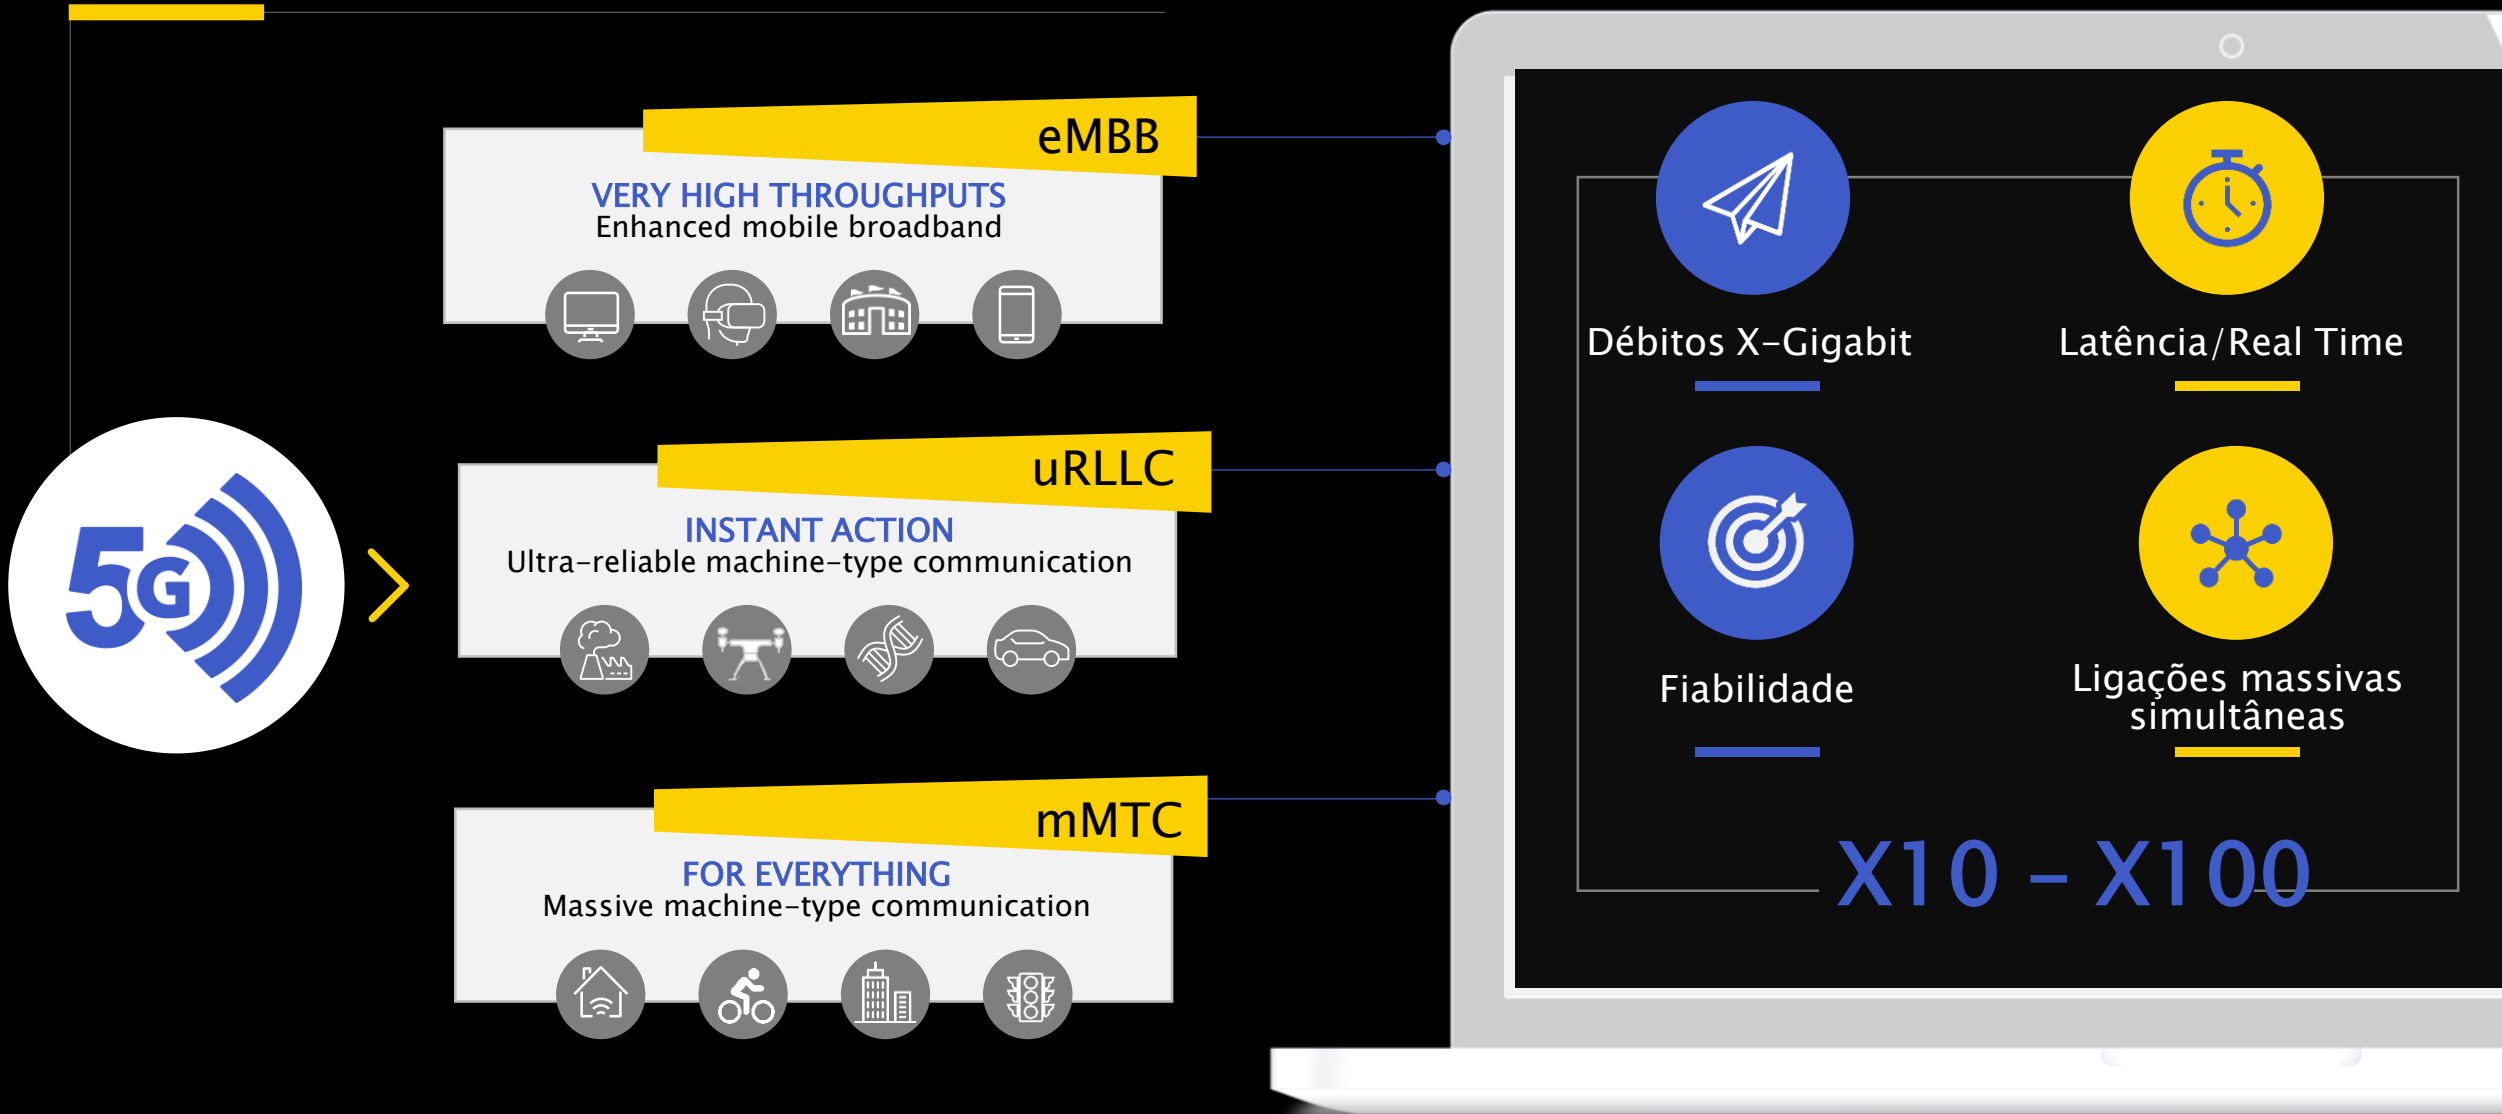 5G
eMBB
VERY HIGH THROUGHPUTS
Enhanced mobile broadband
uRLLC
INSTANT ACTION
Ultra-reliable machine-type communication
mMTC
FOR EVERYTHING
Massive machine-type communication
Débitos X-Gigabit
Latência/Real Time
Fiabilidade
Ligações massivas
simultâneas
X10 – X100